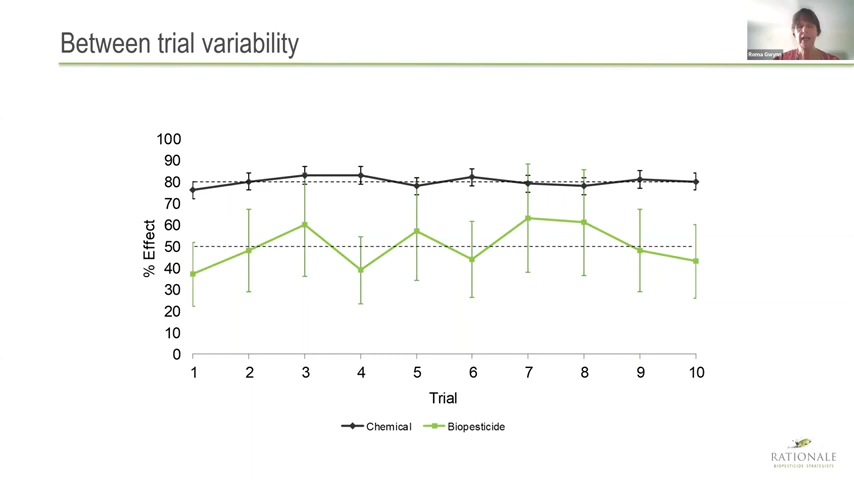 Between trial variability
Roma Gwynn
100
90
80
70
60
50
40
30
20
10
0
% Effect
1 2 3 4 5 6 7 8 9 10
Trial
Chemical Biopesticide
RATIONALE
BIOPESTICIDE STRATEGISTS